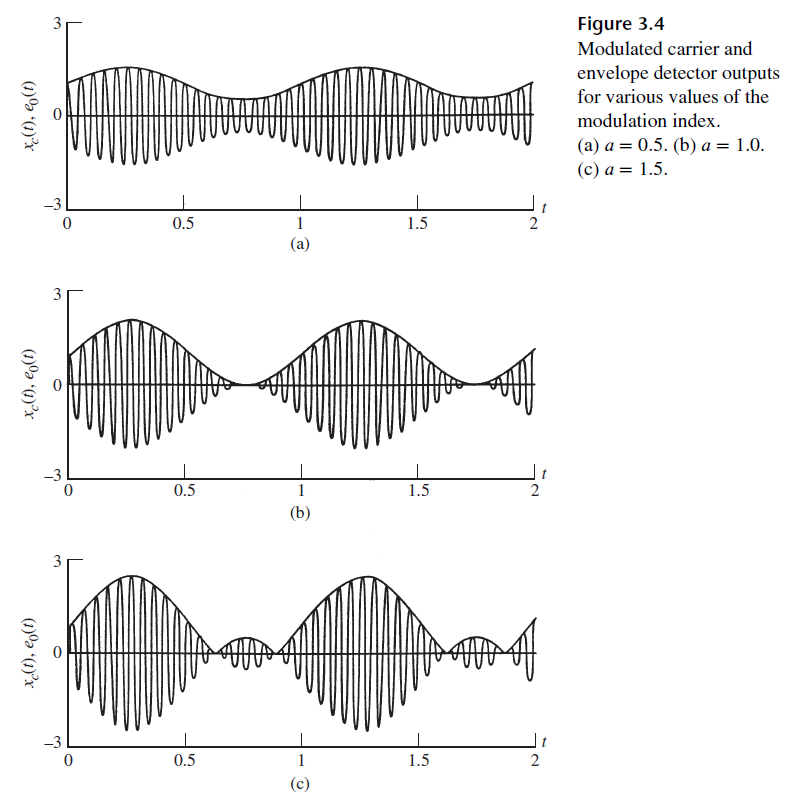 Figure 3.4
Modulated carrier and
envelope detector outputs
for various values of the
modulation index.
(a) a = 0.5. (b) a = 1.0.
(c) a = 1.5.
3
x_c(t), e_0(t)
0
−3
0 0.5 1 1.5 2 t
(a)
3
x_c(t), e_0(t)
0
−3
0 0.5 1 1.5 2 t
(b)
3
x_c(t), e_0(t)
0
−3
0 0.5 1 1.5 2 t
(c)